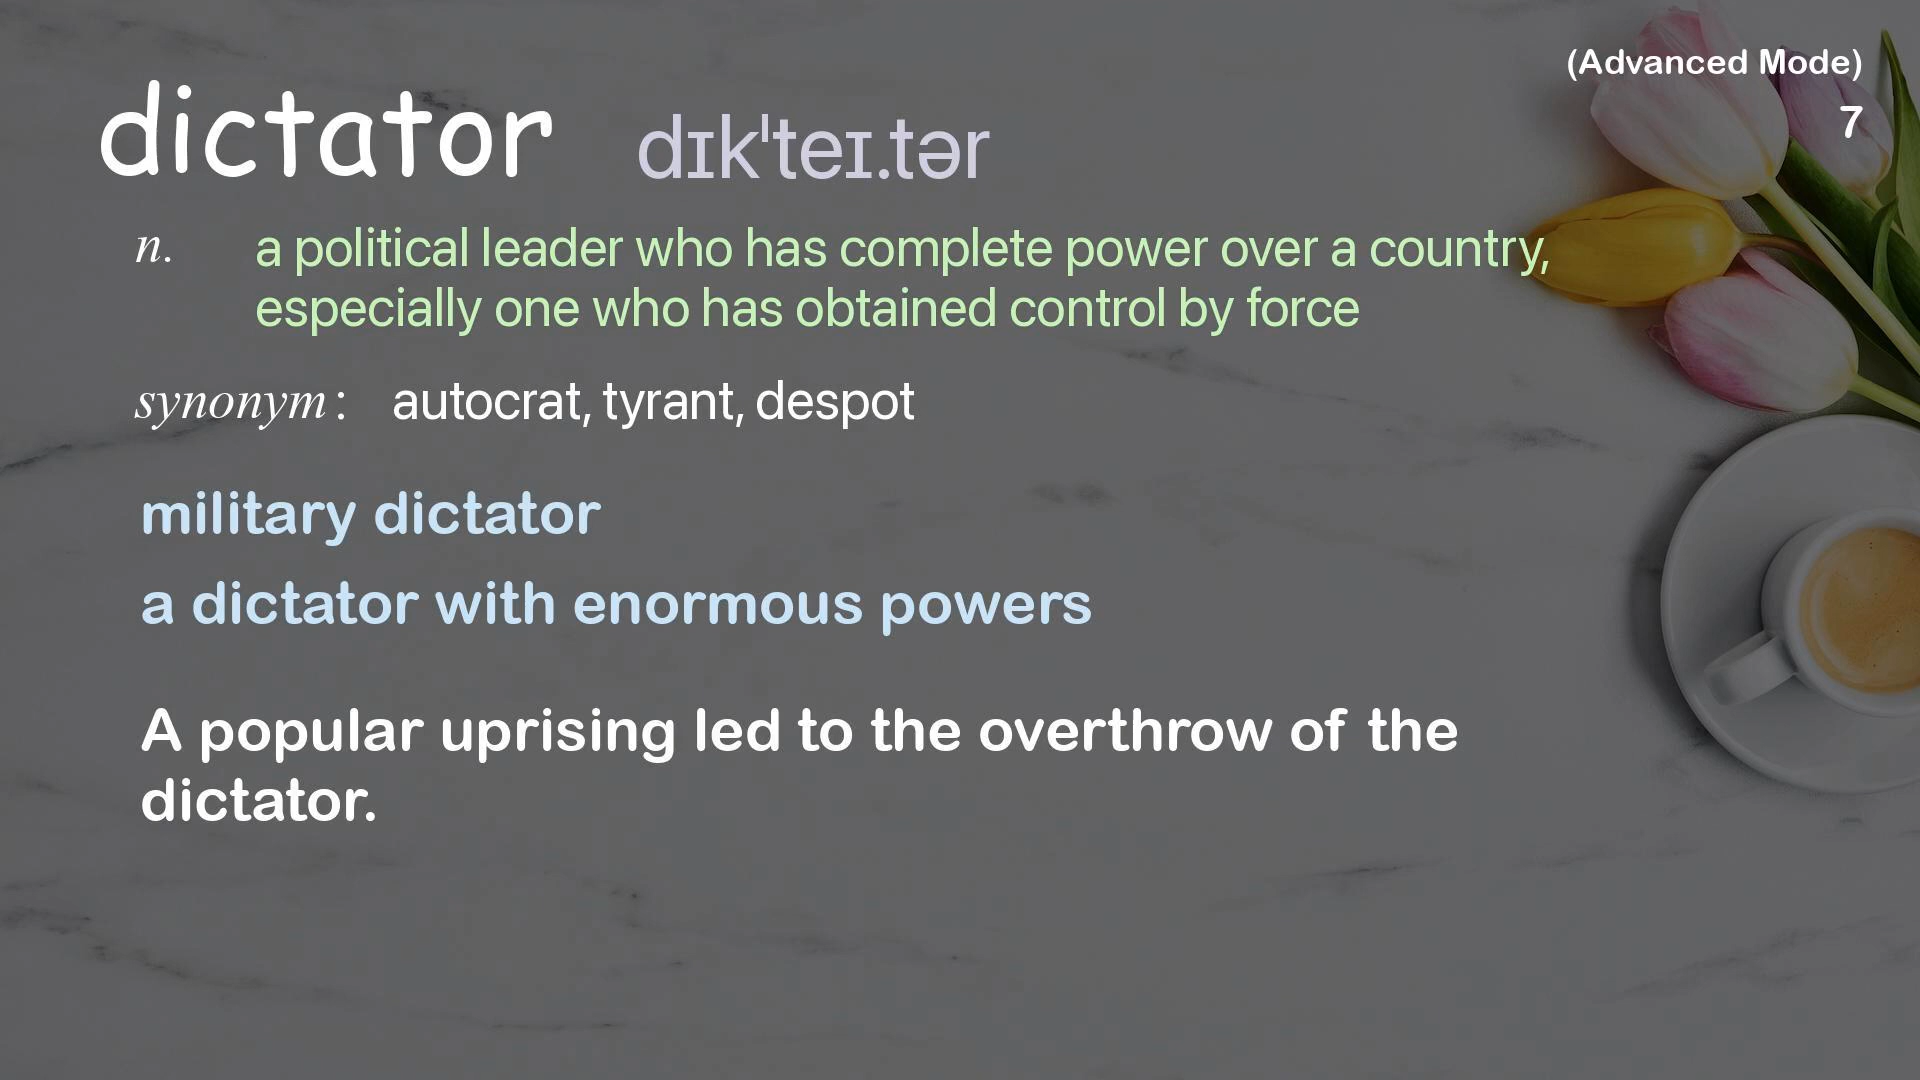 (Advanced Mode)
7
dictator dɪkˈteɪ.tər
n. a political leader who has complete power over a country,
especially one who has obtained control by force
synonym: autocrat, tyrant, despot
military dictator
a dictator with enormous powers
A popular uprising led to the overthrow of the
dictator.